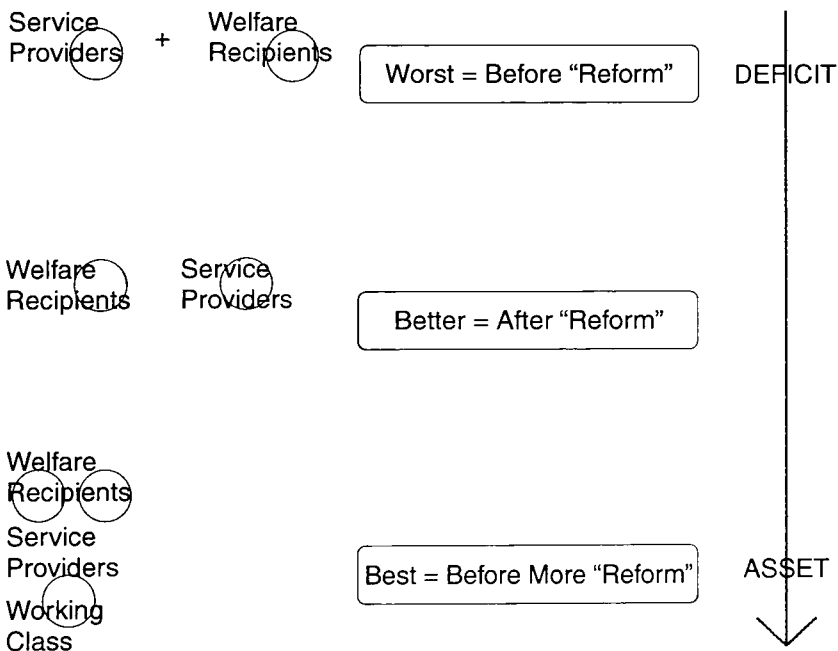 Service
Providers
+
Welfare
Recipients
Worst = Before “Reform”
DEFICIT
Welfare
Recipients
Service
Providers
Better = After “Reform”
Welfare
Recipients
Service
Providers
Working
Class
Best = Before More “Reform”
ASSET